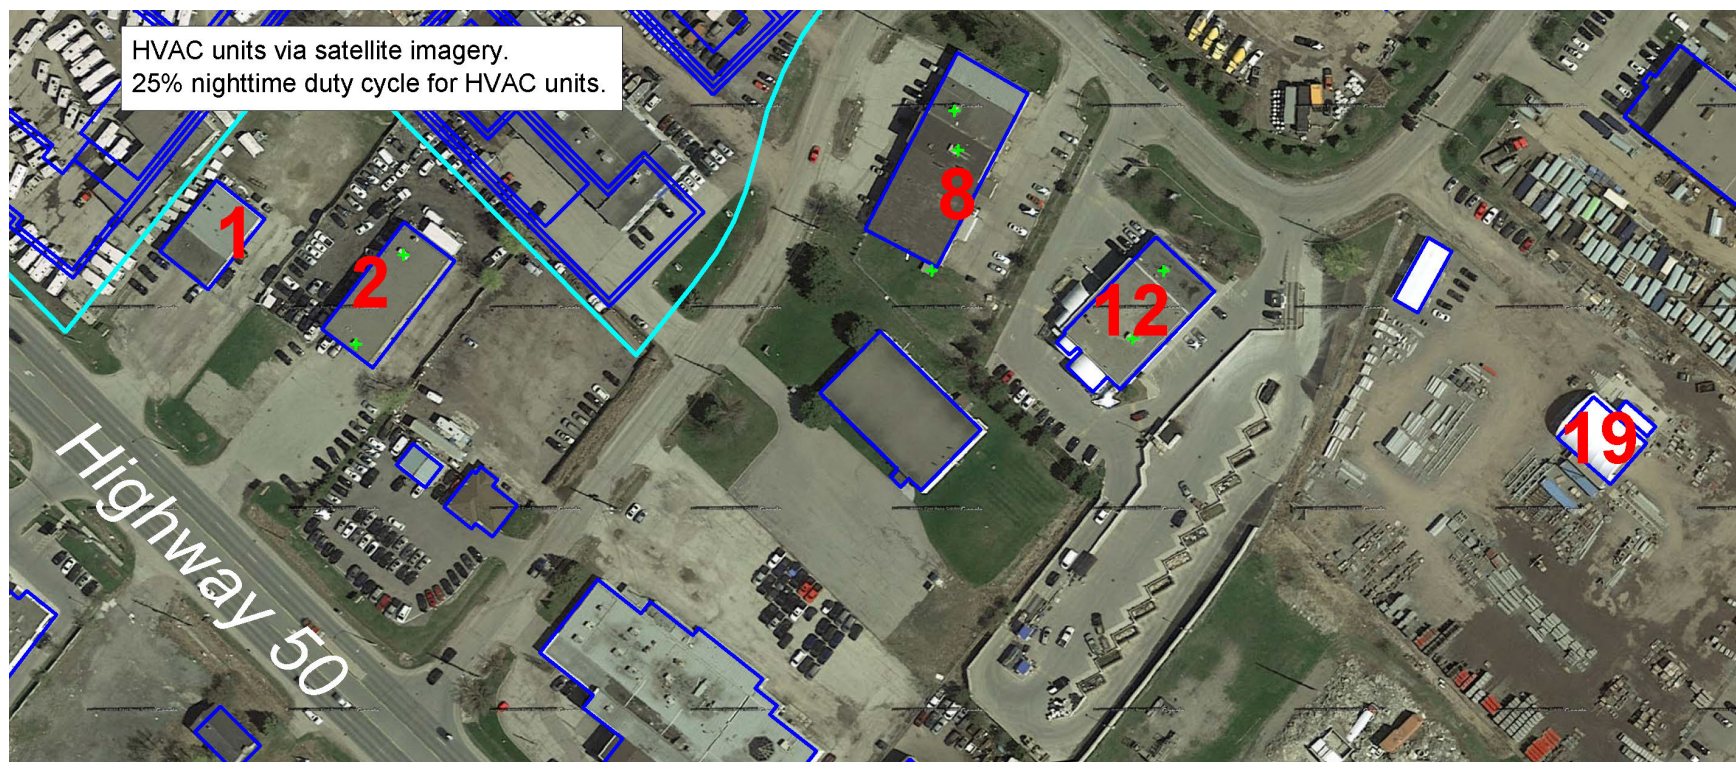 HVAC units via satellite imagery.
25% nighttime duty cycle for HVAC units.
1
2
8
12
19
Highway 50